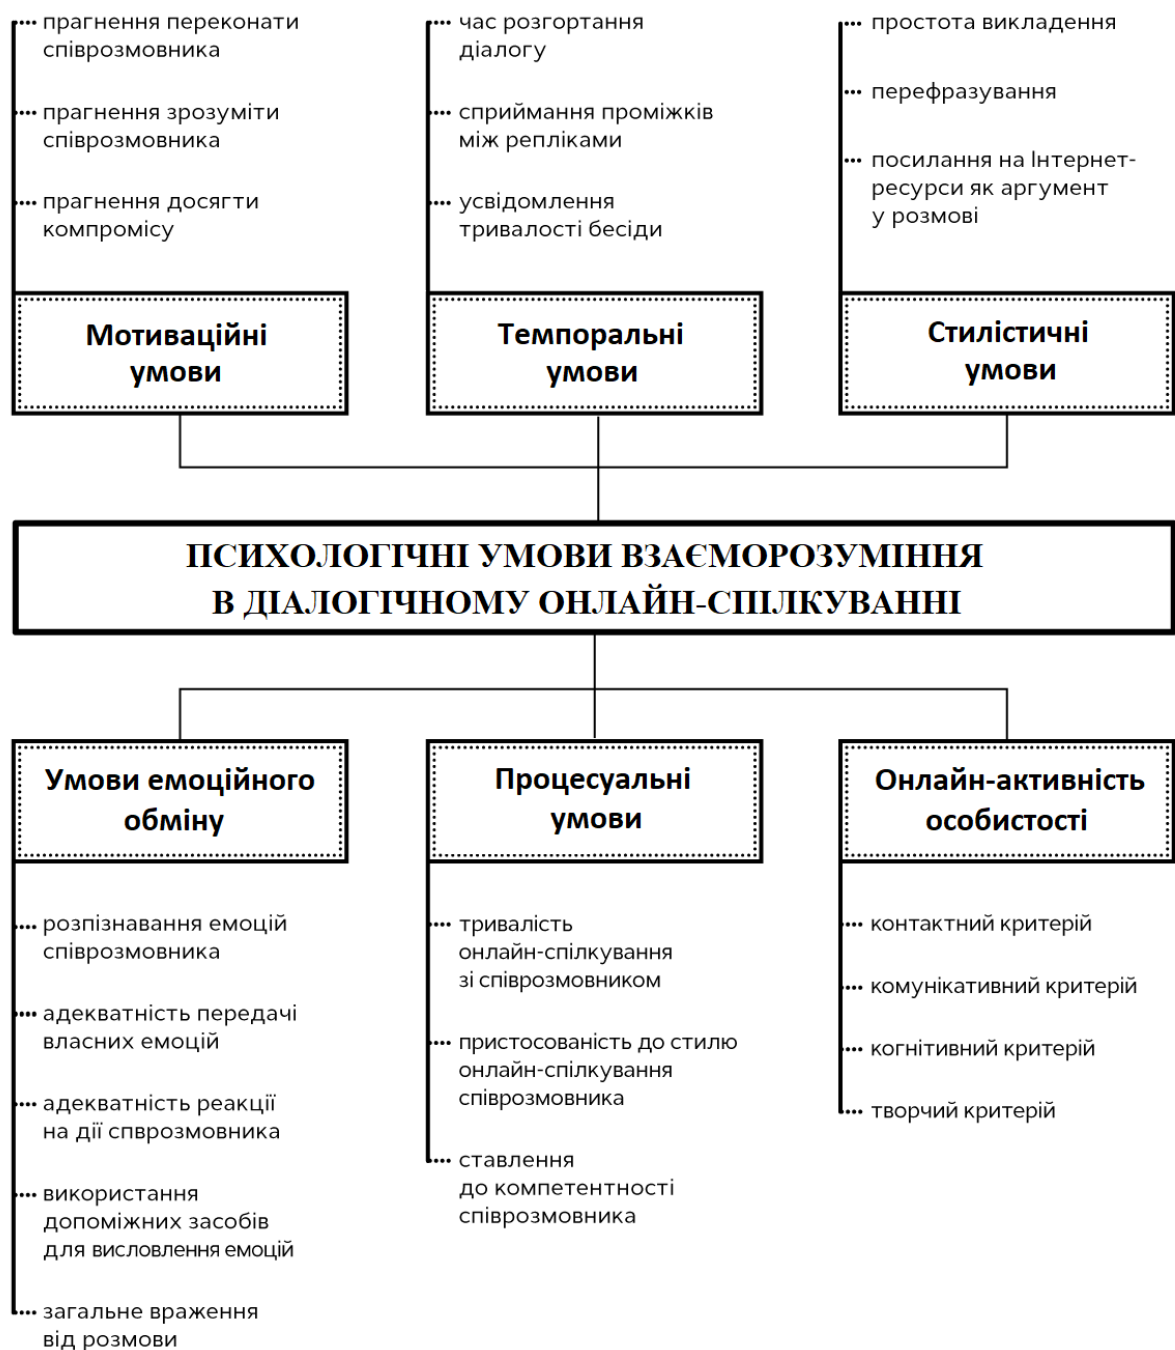 прагнення переконати
співрозмовника
прагнення зрозуміти
співрозмовника
прагнення досягти
компромісу
Мотиваційні
умови
час розгортання
діалогу
сприймання проміжків
між репліками
усвідомлення
тривалості бесіди
Темпоральні
умови
простота викладення
перефразування
посилання на Інтернет-
ресурси як аргумент
у розмові
Стилістичні
умови
ПСИХОЛОГІЧНІ УМОВИ ВЗАЄМОРОЗУМІННЯ
В ДІАЛОГІЧНОМУ ОНЛАЙН-СПІЛКУВАННІ
Умови емоційного
обміну
розпізнавання емоцій
співрозмовника
адекватність передачі
власних емоцій
адекватність реакції
на дії спврозмовника
використання
допоміжних засобів
для висловлення емоцій
загальне враження
від розмови
Процесуальні
умови
тривалість
онлайн-спілкування
зі співрозмовником
пристосованість до стилю
онлайн-спілкування
співрозмовника
ставлення
до компетентності
співрозмовника
Онлайн-активність
особистості
контактний критерій
комунікативний критерій
когнітивний критерій
творчий критерій